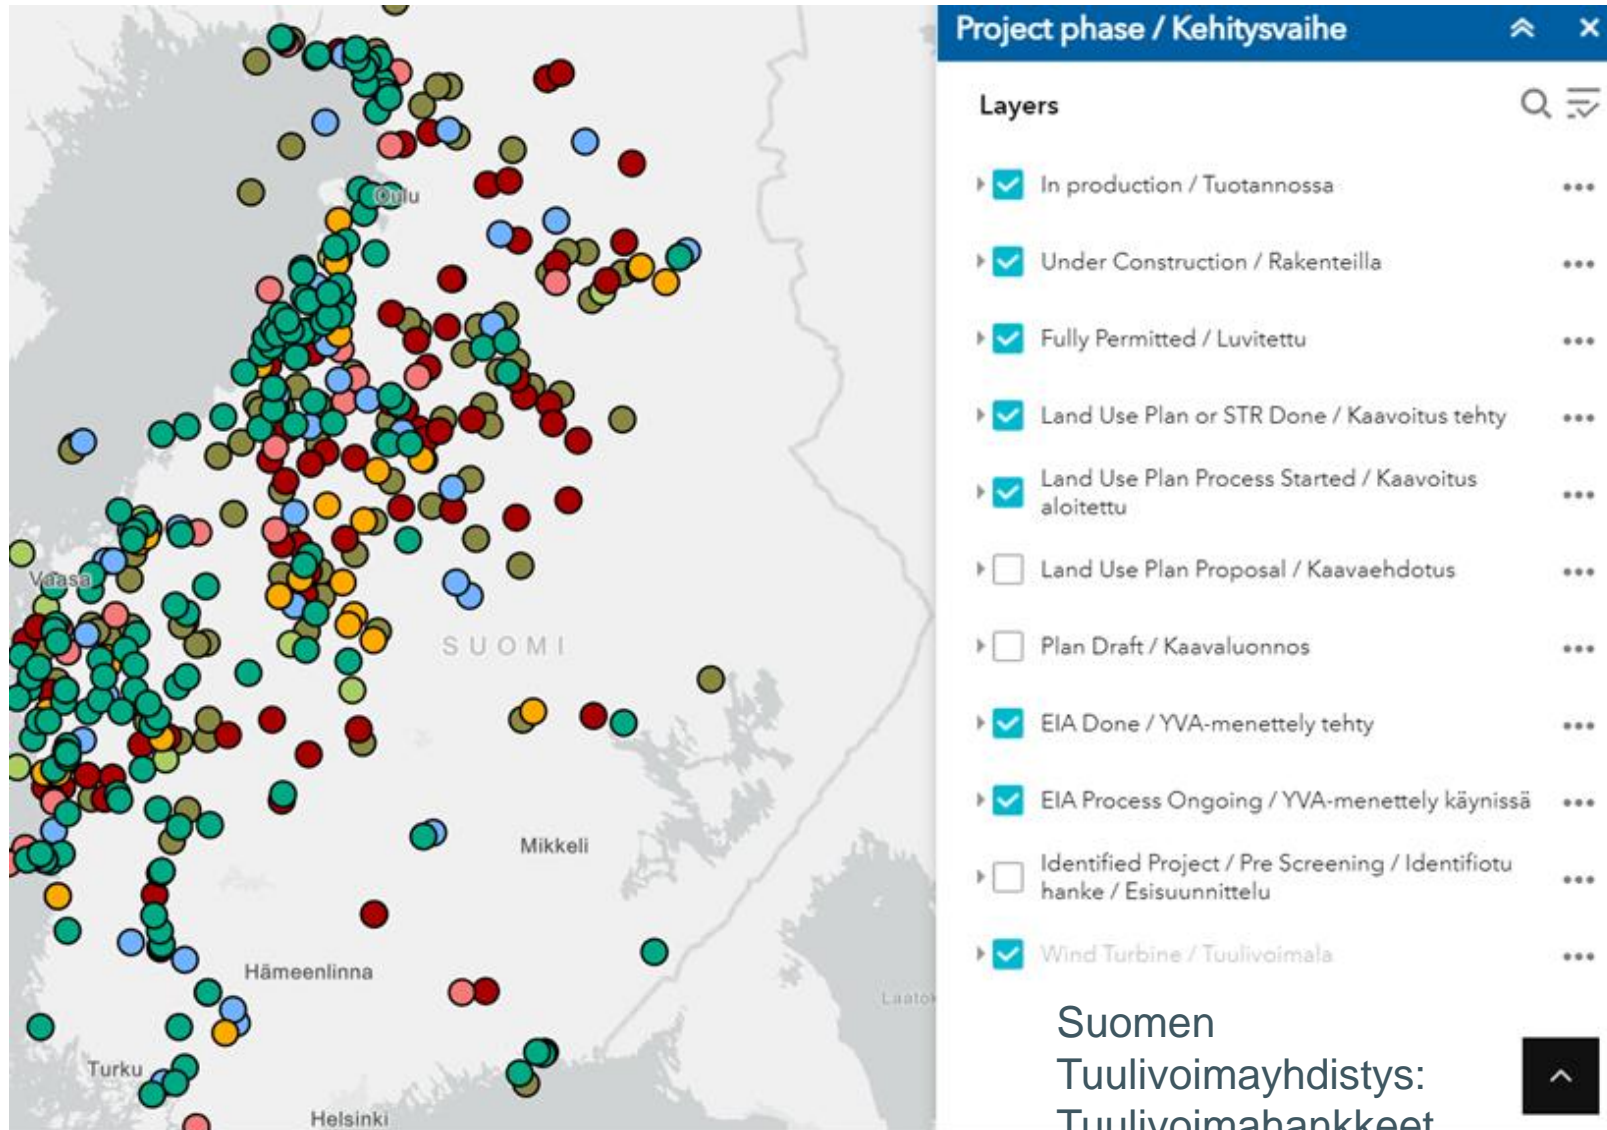 Oulu
Vaasa
SUOMI
Mikkeli
Hämeenlinna
Turku
Helsinki
Project phase / Kehitysvaihe
Layers
In production / Tuotannossa
Under Construction / Rakenteilla
Fully Permitted / Luvitettu
Land Use Plan or STR Done / Kaavoitus tehty
Land Use Plan Process Started / Kaavoitus
aloitettu
Land Use Plan Proposal / Kaavaehdotus
Plan Draft / Kaavaluonnos
EIA Done / YVA-menettely tehty
EIA Process Ongoing / YVA-menettely käynissä
Identified Project / Pre Screening / Identifiotu
hanke / Esisuunnittelu
Wind Turbine / Tuulivoimala
Suomen
Tuulivoimayhdistys:
Tuulivoimahankkeet